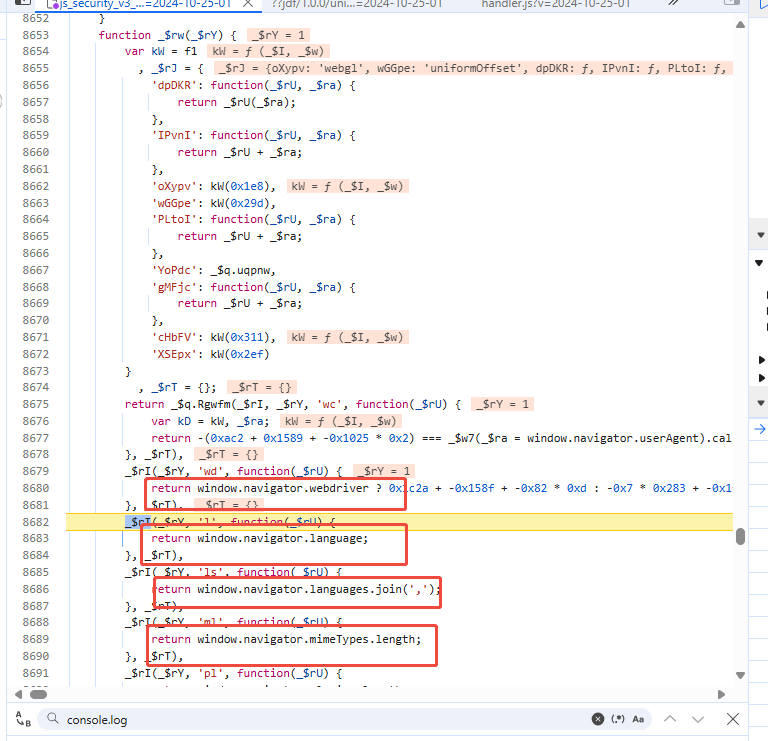 js_security_v3_...=2024-10-25-01
??jdf/1.0.0/uni...=2024-10-25-01
handler.js?v=2024-10-25-01
8652 }
8653 function _$rw(_$rY) { _$rY = 1
8654 var kW = f1 kW = ƒ (_$I, _$w)
8655 , _$rJ = { _$rJ = {oXypv: 'webgl', wGGpe: 'uniformOffset', dpDKR: ƒ, IPvnI: ƒ, PLtoI: ƒ,
8656 'dpDKR': function(_$rU, _$ra) {
8657 return _$rU(_$ra);
8658 },
8659 'IPvnI': function(_$rU, _$ra) {
8660 return _$rU + _$ra;
8661 },
8662 'oXypv': kW(0x1e8), kW = ƒ (_$I, _$w)
8663 'wGGpe': kW(0x29d),
8664 'PLtoI': function(_$rU, _$ra) {
8665 return _$rU + _$ra;
8666 },
8667 'YoPdc': _$q.uqpnw,
8668 'gMFjc': function(_$rU, _$ra) {
8669 return _$rU + _$ra;
8670 },
8671 'cHbFV': kW(0x311), kW = ƒ (_$I, _$w)
8672 'XSEpx': kW(0x2ef)
8673 }
8674 , _$rT = {}; _$rT = {}
8675 return _$q.Rgwfm(_$rI, _$rY, 'wc', function(_$rU) { _$rY = 1
8676 var kD = kW, _$ra; kW = ƒ (_$I, _$w)
8677 return -(0xac2 + 0x1589 + -0x1025 * 0x2) === _$w7(_$ra = window.navigator.userAgent).cal
8678 }, _$rT), _$rT = {}
8679 _$rI(_$rY, 'wd', function(_$rU) { _$rY = 1
8680 return window.navigator.webdriver ? 0x1c2a + -0x158f + -0x82 * 0xd : -0x7 * 0x283 + -0x1
8681 }, _$rT), _$rT = {}
8682 _$rI(_$rY, 'l', function(_$rU) {
8683 return window.navigator.language;
8684 }, _$rT),
8685 _$rI(_$rY, 'ls', function(_$rU) {
8686 return window.navigator.languages.join(',');
8687 }, _$rT),
8688 _$rI(_$rY, 'ml', function(_$rU) {
8689 return window.navigator.mimeTypes.length;
8690 }, _$rT),
8691 _$rI(_$rY, 'pl', function(_$rU) {
console.log
(.*) Aa